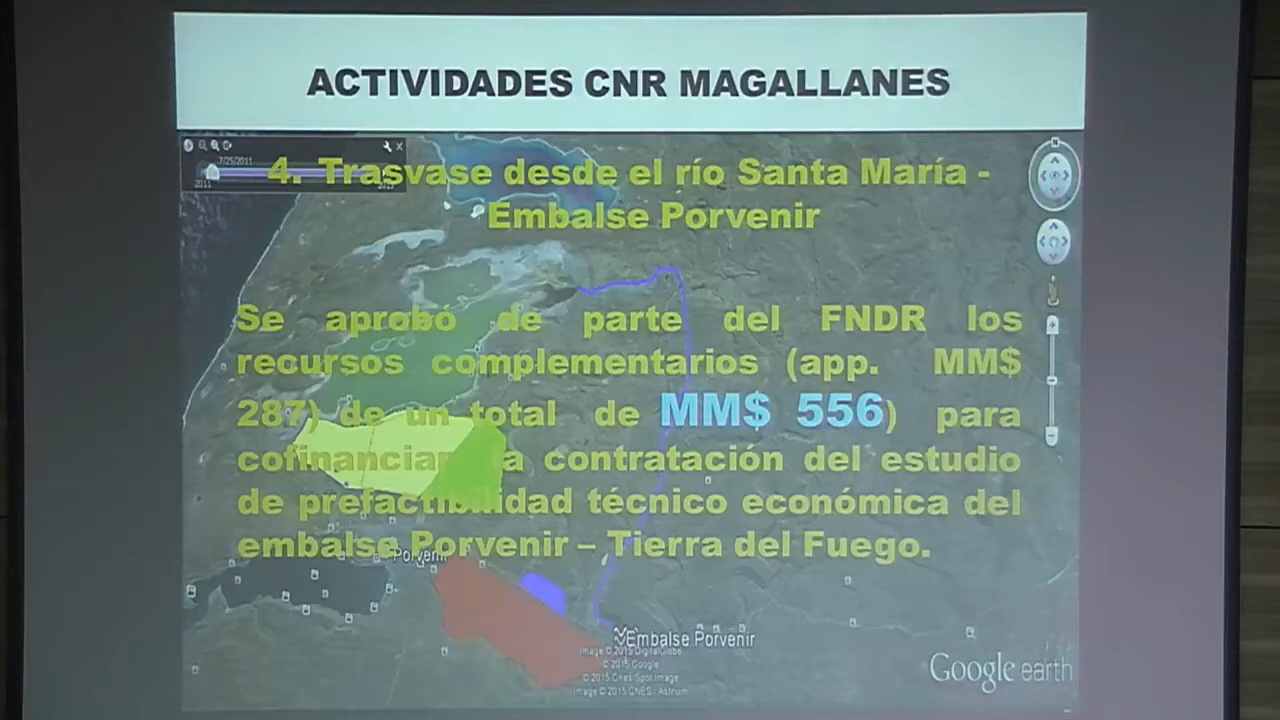 ACTIVIDADES CNR MAGALLANES
7/25/2011
2011
4. Trasvase desde el río Santa María -
Embalse Porvenir
Se aprobó de parte del FNDR los
recursos complementarios (app. MM$
287) de un total de MM$ 556) para
cofinanciar la contratación del estudio
de prefactibilidad técnico económica del
embalse Porvenir – Tierra del Fuego.
Porvenir
Embalse Porvenir
Image © 2015 DigitalGlobe
© 2015 Google
© 2015 Cnes/Spot Image
Image © 2015 CNES / Astrium
Google earth